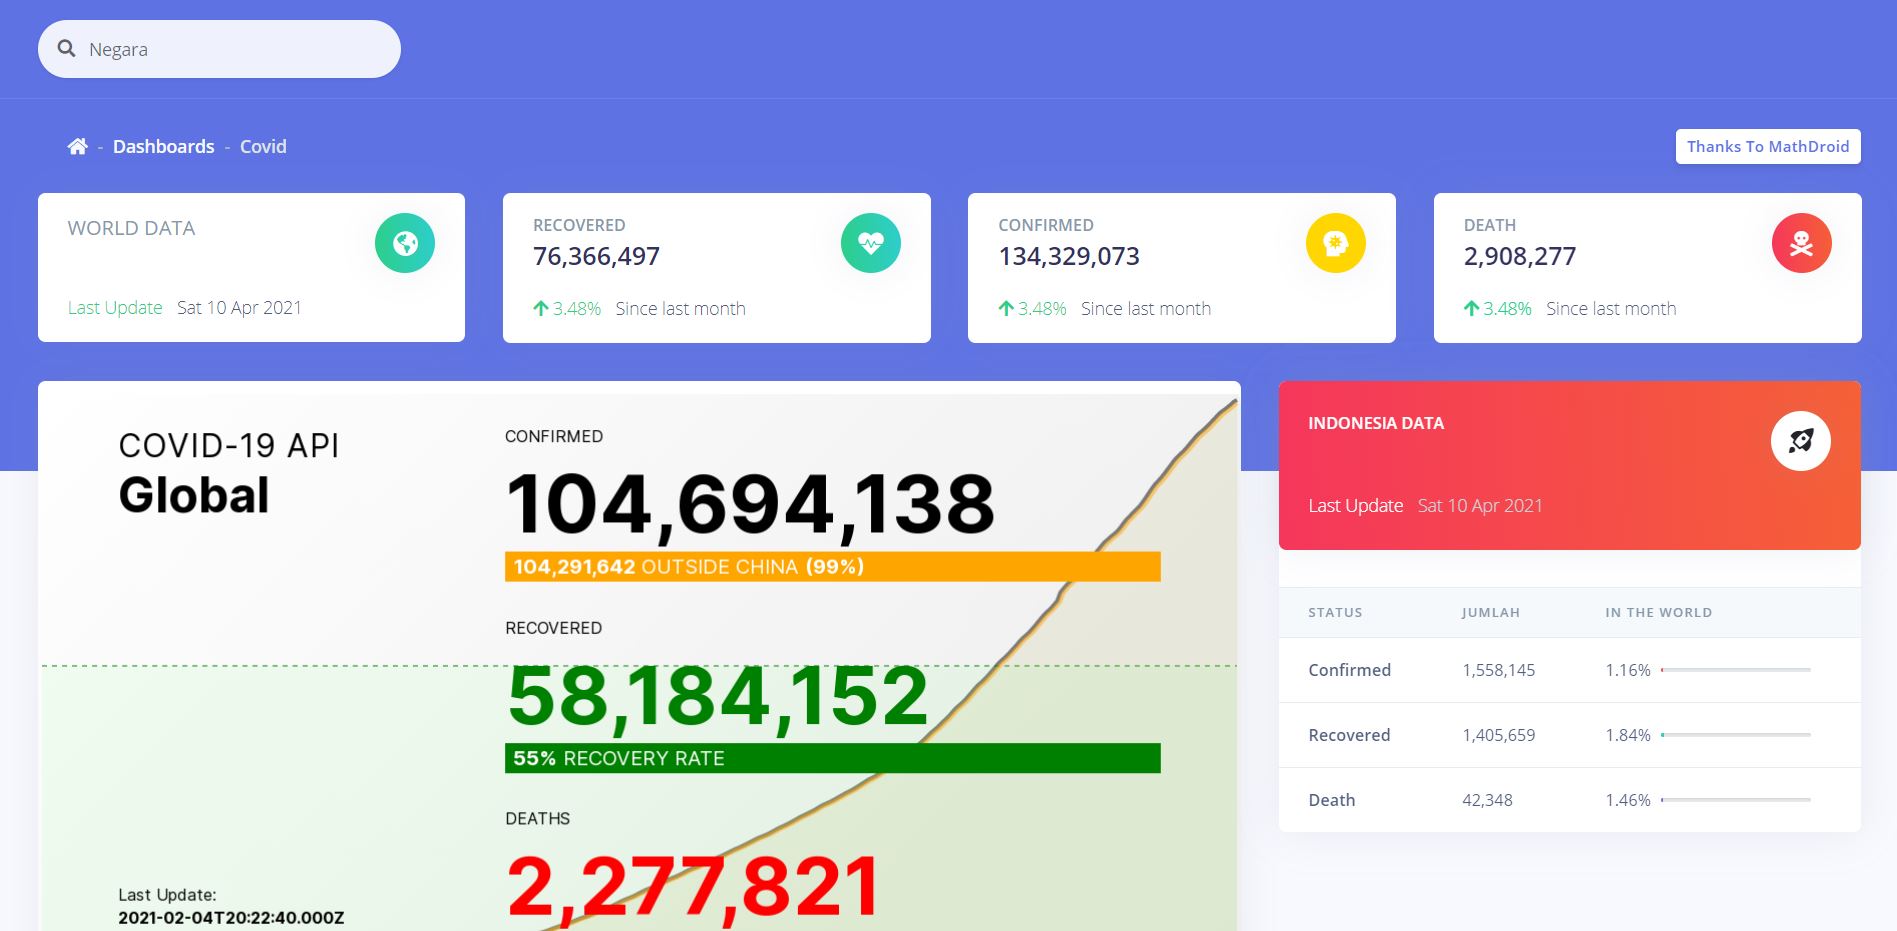 Negara
- Dashboards - Covid
Thanks To MathDroid
WORLD DATA
Last Update Sat 10 Apr 2021
RECOVERED
76,366,497
3.48% Since last month
CONFIRMED
134,329,073
3.48% Since last month
DEATH
2,908,277
3.48% Since last month
COVID-19 API
Global
Last Update:
2021-02-04T20:22:40.000Z
CONFIRMED
104,694,138
104,291,642 OUTSIDE CHINA (99%)
RECOVERED
58,184,152
55% RECOVERY RATE
DEATHS
2,277,821
INDONESIA DATA
Last Update Sat 10 Apr 2021
STATUS JUMLAH IN THE WORLD
Confirmed 1,558,145 1.16%
Recovered 1,405,659 1.84%
Death 42,348 1.46%